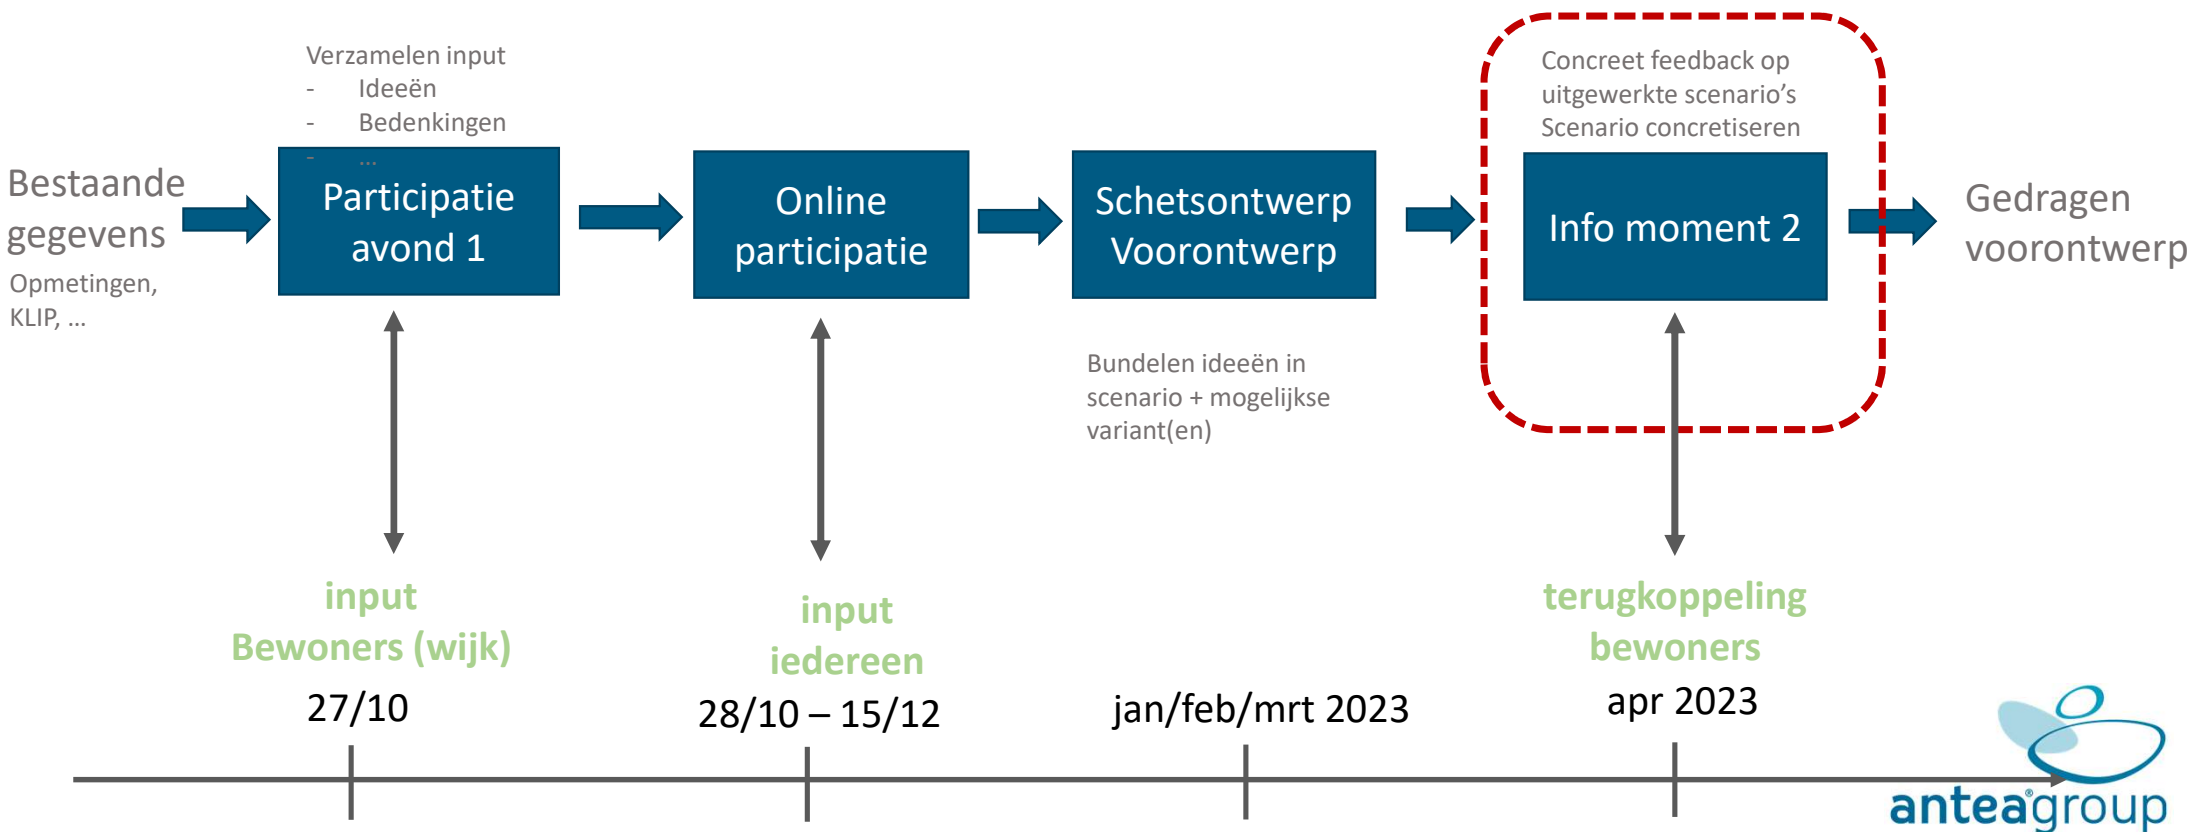 Bestaande
gegevens
Opmetingen,
KLIP, ...
Verzamelen input
- Ideeën
- Bedenkingen
- ...
Participatie
avond 1
Online
participatie
Schetsontwerp
Voorontwerp
Bundelen ideeën in
scenario + mogelijkse
variant(en)
Concreet feedback op
uitgewerkte scenario's
Scenario concretiseren
Info moment 2
Gedragen
voorontwerp
input
Bewoners (wijk)
27/10
input
iedereen
28/10 – 15/12
jan/feb/mrt 2023
terugkoppeling
bewoners
apr 2023
antea®group